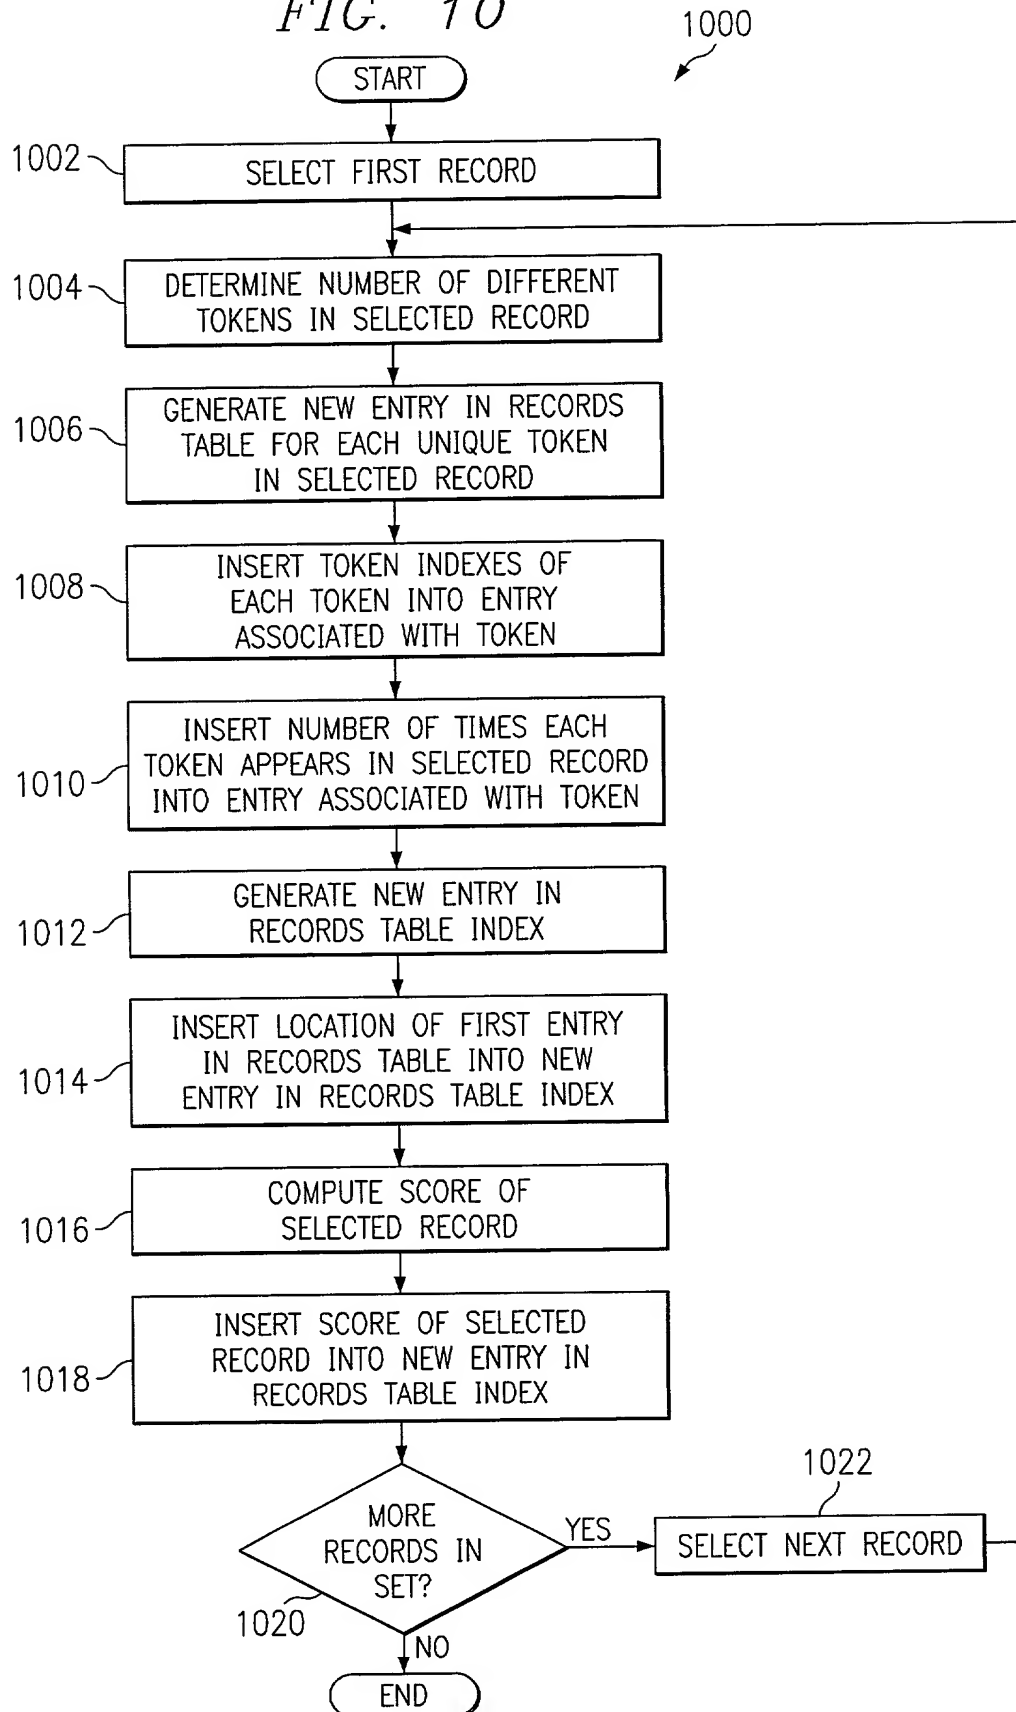 FIG. 10
1000
START
1002
SELECT FIRST RECORD
1004
DETERMINE NUMBER OF DIFFERENT
TOKENS IN SELECTED RECORD
1006
GENERATE NEW ENTRY IN RECORDS
TABLE FOR EACH UNIQUE TOKEN
IN SELECTED RECORD
1008
INSERT TOKEN INDEXES OF
EACH TOKEN INTO ENTRY
ASSOCIATED WITH TOKEN
1010
INSERT NUMBER OF TIMES EACH
TOKEN APPEARS IN SELECTED RECORD
INTO ENTRY ASSOCIATED WITH TOKEN
1012
GENERATE NEW ENTRY IN
RECORDS TABLE INDEX
1014
INSERT LOCATION OF FIRST ENTRY
IN RECORDS TABLE INTO NEW
ENTRY IN RECORDS TABLE INDEX
1016
COMPUTE SCORE OF
SELECTED RECORD
1018
INSERT SCORE OF SELECTED
RECORD INTO NEW ENTRY IN
RECORDS TABLE INDEX
1020
MORE
RECORDS IN
SET?
YES
1022
SELECT NEXT RECORD
NO
END